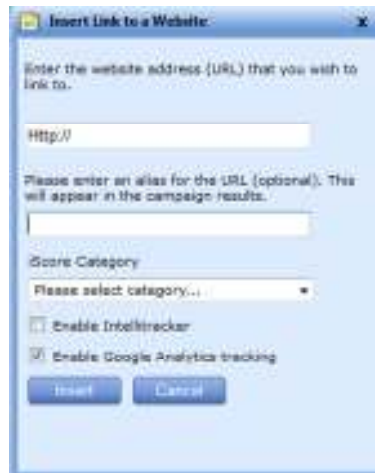 Insert Link to a Website
x
Enter the website address (URL) that you wish to
link to.
Http://
Please enter an alias for the URL (optional). This
will appear in the campaign results.
iScore Category
Please select category...
Enable Intellitracker
Enable Google Analytics tracking
Insert
Cancel